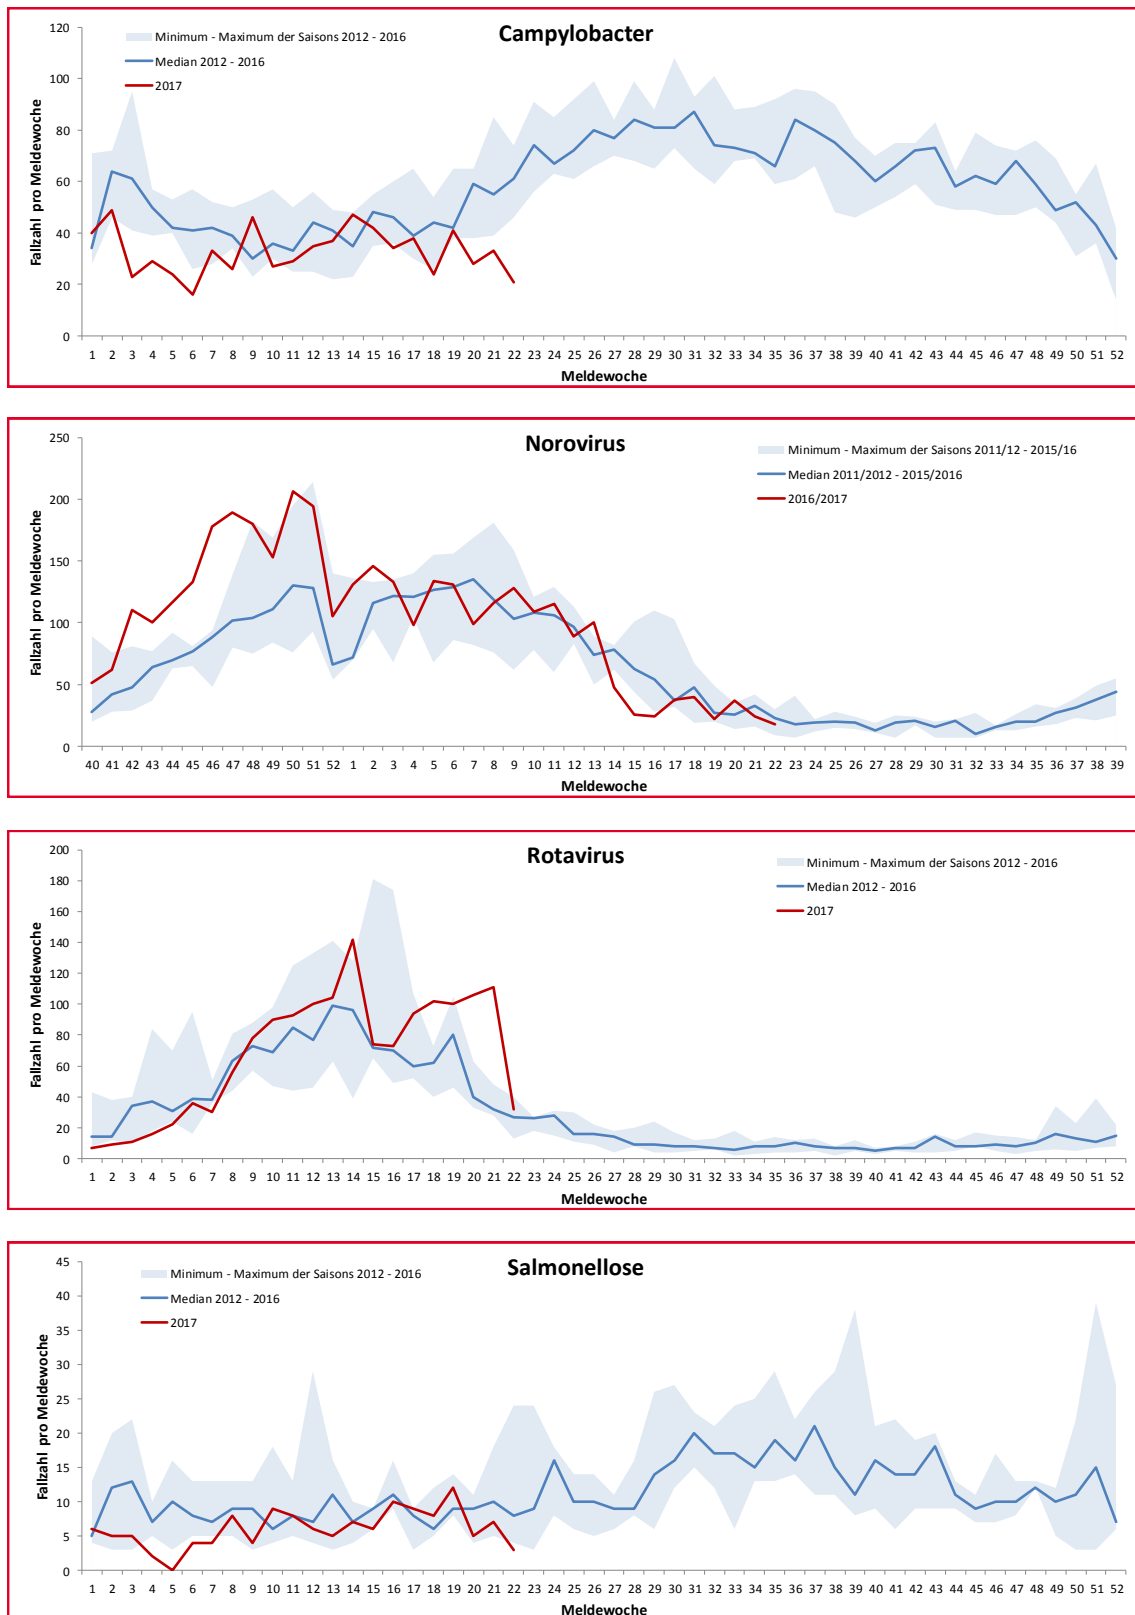 Campylobacter
Minimum - Maximum der Saisons 2012 - 2016
Median 2012 - 2016
2017
Fallzahl pro Meldewoche
120
100
80
60
40
20
0
1 2 3 4 5 6 7 8 9 10 11 12 13 14 15 16 17 18 19 20 21 22 23 24 25 26 27 28 29 30 31 32 33 34 35 36 37 38 39 40 41 42 43 44 45 46 47 48 49 50 51 52
Meldewoche
Norovirus
Minimum - Maximum der Saisons 2011/12 - 2015/16
Median 2011/2012 - 2015/2016
2016/2017
Fallzahl pro Meldewoche
250
200
150
100
50
0
40 41 42 43 44 45 46 47 48 49 50 51 52 1 2 3 4 5 6 7 8 9 10 11 12 13 14 15 16 17 18 19 20 21 22 23 24 25 26 27 28 29 30 31 32 33 34 35 36 37 38 39
Meldewoche
Rotavirus
Minimum - Maximum der Saisons 2012 - 2016
Median 2012 - 2016
2017
Fallzahl pro Meldewoche
200
180
160
140
120
100
80
60
40
20
0
1 2 3 4 5 6 7 8 9 10 11 12 13 14 15 16 17 18 19 20 21 22 23 24 25 26 27 28 29 30 31 32 33 34 35 36 37 38 39 40 41 42 43 44 45 46 47 48 49 50 51 52
Meldewoche
Salmonellose
Minimum - Maximum der Saisons 2012 - 2016
Median 2012 - 2016
2017
Fallzahl pro Meldewoche
45
40
35
30
25
20
15
10
5
0
1 2 3 4 5 6 7 8 9 10 11 12 13 14 15 16 17 18 19 20 21 22 23 24 25 26 27 28 29 30 31 32 33 34 35 36 37 38 39 40 41 42 43 44 45 46 47 48 49 50 51 52
Meldewoche